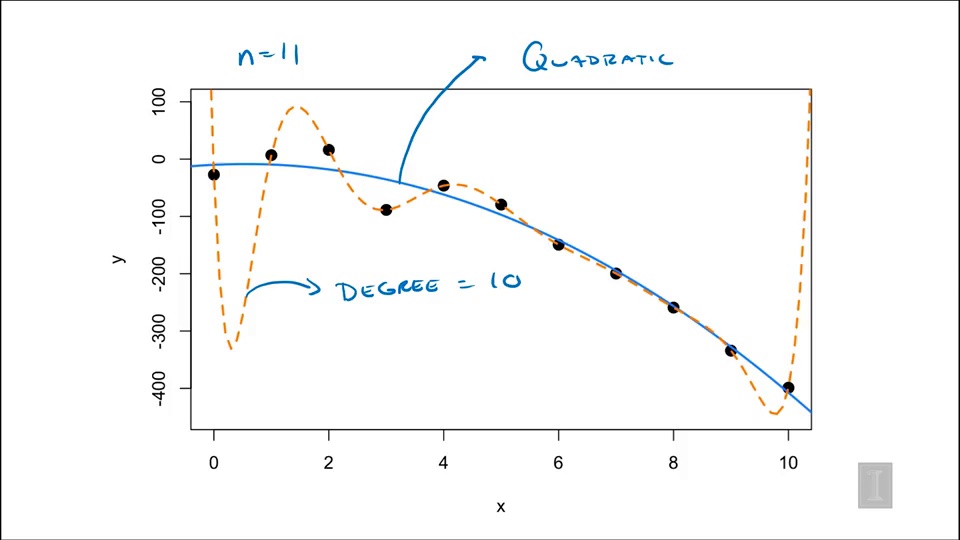 n=11
QUADRATIC
100
0
-100
-200
-300
-400
y
DEGREE = 10
0 2 4 6 8 10
x
I